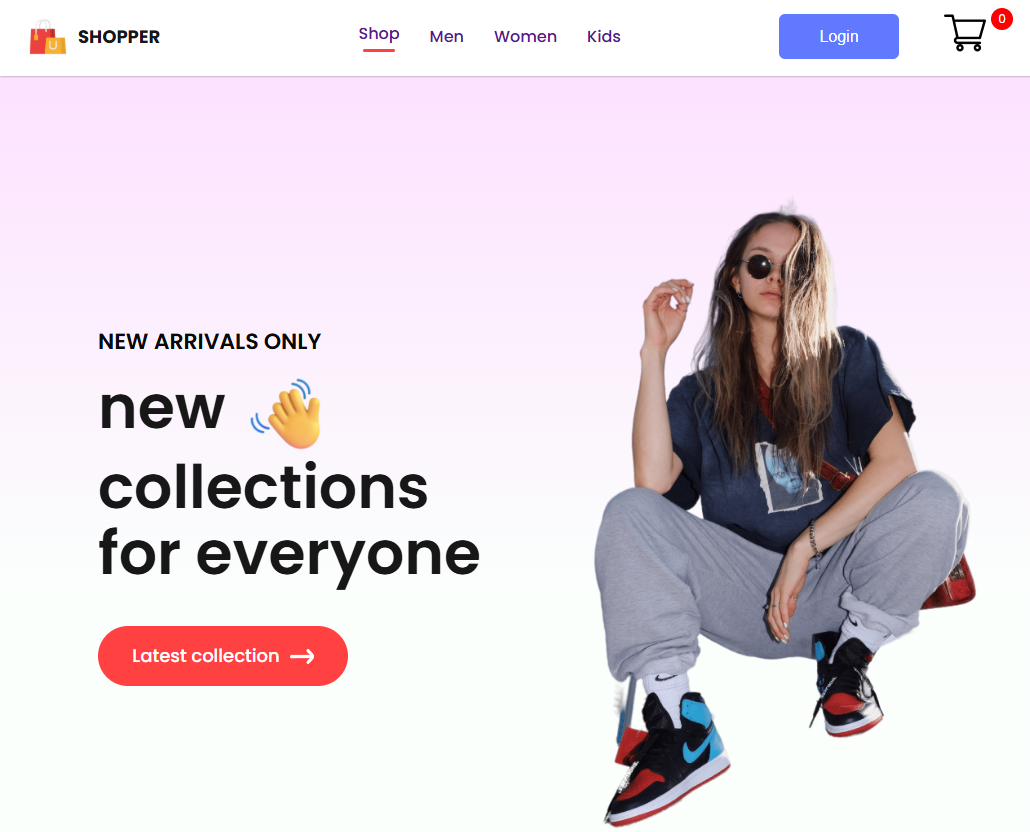 SHOPPER
Shop
Men
Women
Kids
Login
0
NEW ARRIVALS ONLY
new
collections
for everyone
Latest collection